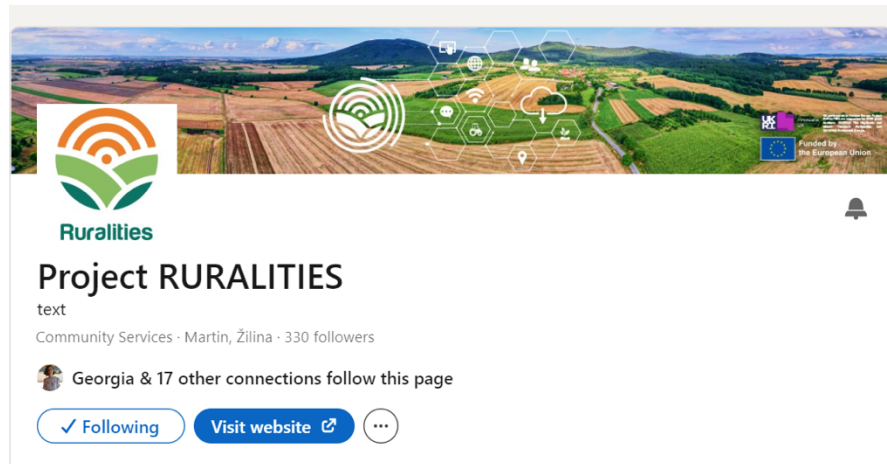 UK
Funded by
the European Union
Ruralities
Project RURALITIES
text
Community Services · Martin, Žilina · 330 followers
Georgia & 17 other connections follow this page
Following
Visit website